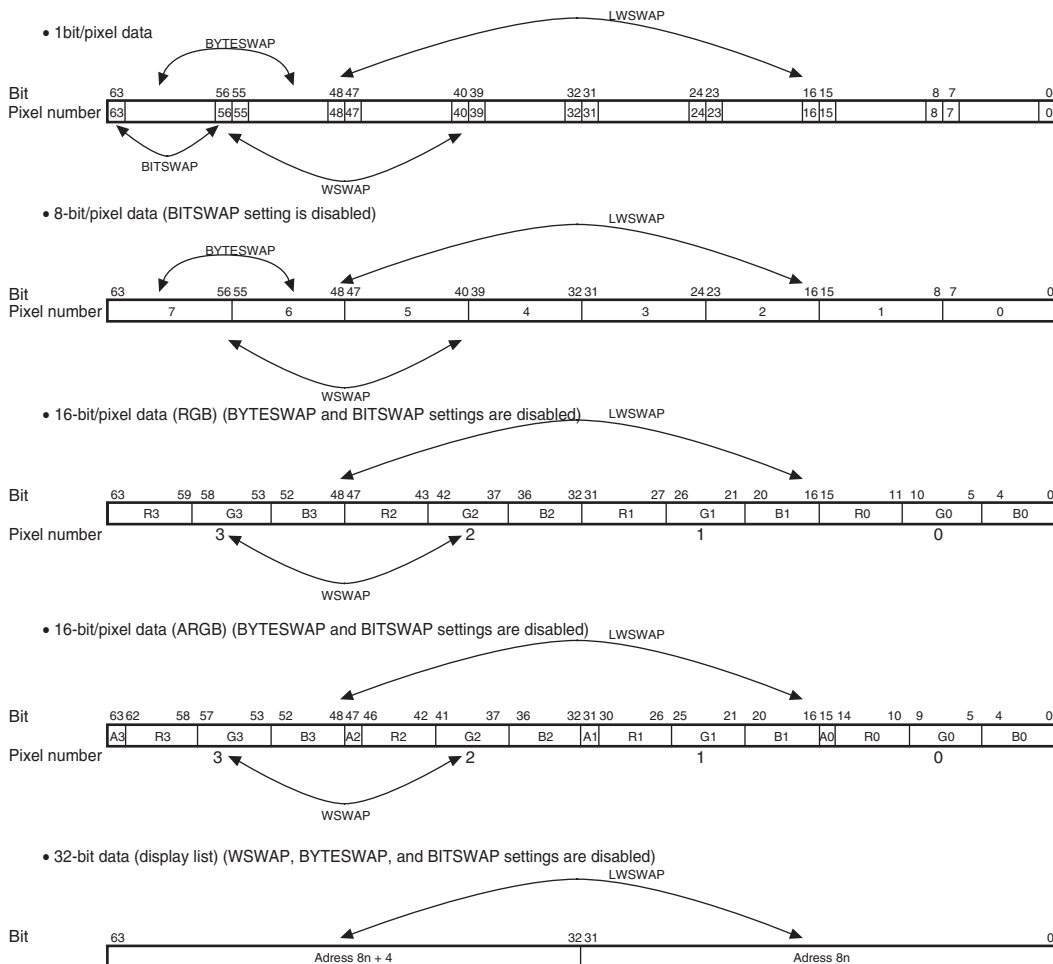 • 1bit/pixel data
LWSWAP
BYTESWAP
Bit 63 56 55 48 47 40 39 32 31 24 23 16 15 8 7 0
Pixel number 63 56 55 48 47 40 39 32 31 24 23 16 15 8 7 0
BITSWAP
WSWAP
• 8-bit/pixel data (BITSWAP setting is disabled)
LWSWAP
BYTESWAP
Bit 63 56 55 48 47 40 39 32 31 24 23 16 15 8 7 0
Pixel number 7 6 5 4 3 2 1 0
WSWAP
• 16-bit/pixel data (RGB) (BYTESWAP and BITSWAP settings are disabled)
LWSWAP
Bit 63 59 58 53 52 48 47 43 42 37 36 32 31 27 26 21 20 16 15 11 10 5 4 0
R3 G3 B3 R2 G2 B2 R1 G1 B1 R0 G0 B0
Pixel number 3 2 1 0
WSWAP
• 16-bit/pixel data (ARGB) (BYTESWAP and BITSWAP settings are disabled)
LWSWAP
Bit 63 62 58 57 53 52 48 47 46 42 41 37 36 32 31 30 26 25 21 20 16 15 14 10 9 5 4 0
A3 R3 G3 B3 A2 R2 G2 B2 A1 R1 G1 B1 A0 R0 G0 B0
Pixel number 3 2 1 0
WSWAP
• 32-bit data (display list) (WSWAP, BYTESWAP, and BITSWAP settings are disabled)
LWSWAP
Bit 63 32 31 0
Adress 8n + 4 Adress 8n